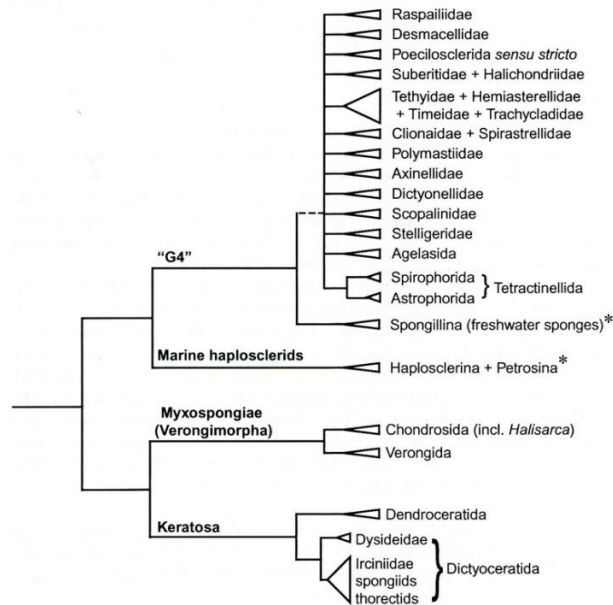 Raspailiidae
Desmacellidae
Poecilosclerida sensu stricto
Suberitidae + Halichondriidae
Tethyidae + Hemiasterellidae
+ Timeidae + Trachycladidae
Clionaidae + Spirastrellidae
Polymastiidae
Axinellidae
Dictyonellidae
Scopalinidae
Stelligeridae
Agelasida
"G4"
Spirophorida
Astrophorida
Tetractinellida
Spongillina (freshwater sponges)*
Marine haplosclerids
Haplosclerina + Petrosina*
Myxospongiae
(Verongimorpha)
Chondrosida (incl. Halisarca)
Verongida
Keratosa
Dendroceratida
Dysideidae
Irciniidae
spongiids
thorectids
Dictyoceratida